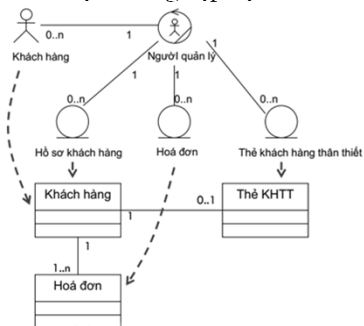 0..n 1 1
Khách hàng NgườI quản lý
1 1
0..n 0..n 0..n
Hồ sơ khách hàng Hoá đơn Thẻ khách hàng thân thiết
Khách hàng Thẻ KHTT
0..1
1
1
1..n
Hoá đơn